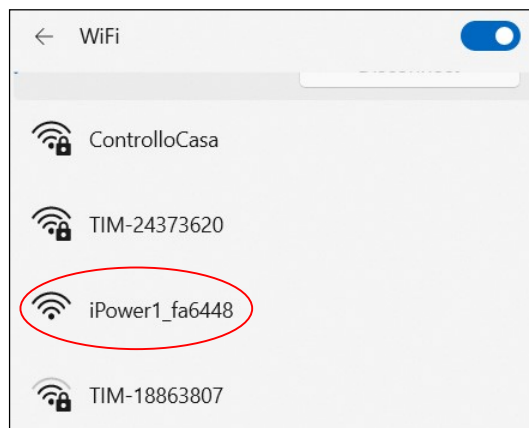 WiFi
ControlloCasa
TIM-24373620
iPower1_fa6448
TIM-18863807